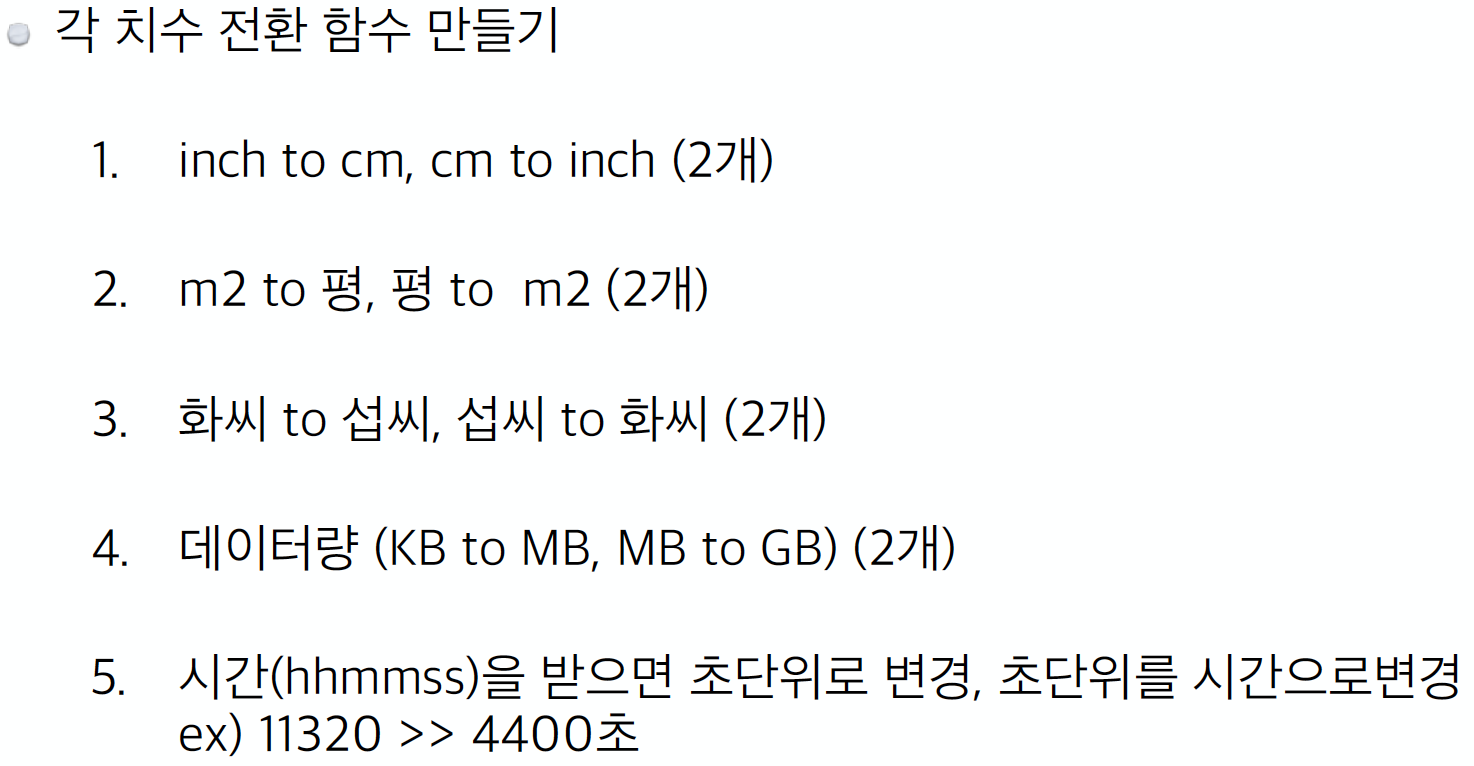 각 치수 전환 함수 만들기
1. inch to cm, cm to inch (2개)
2. m2 to 평, 평 to m2 (2개)
3. 화씨 to 섭씨, 섭씨 to 화씨 (2개)
4. 데이터량 (KB to MB, MB to GB) (2개)
5. 시간(hhmmss)을 받으면 초단위로 변경, 초단위를 시간으로변경
ex) 11320 >> 4400초